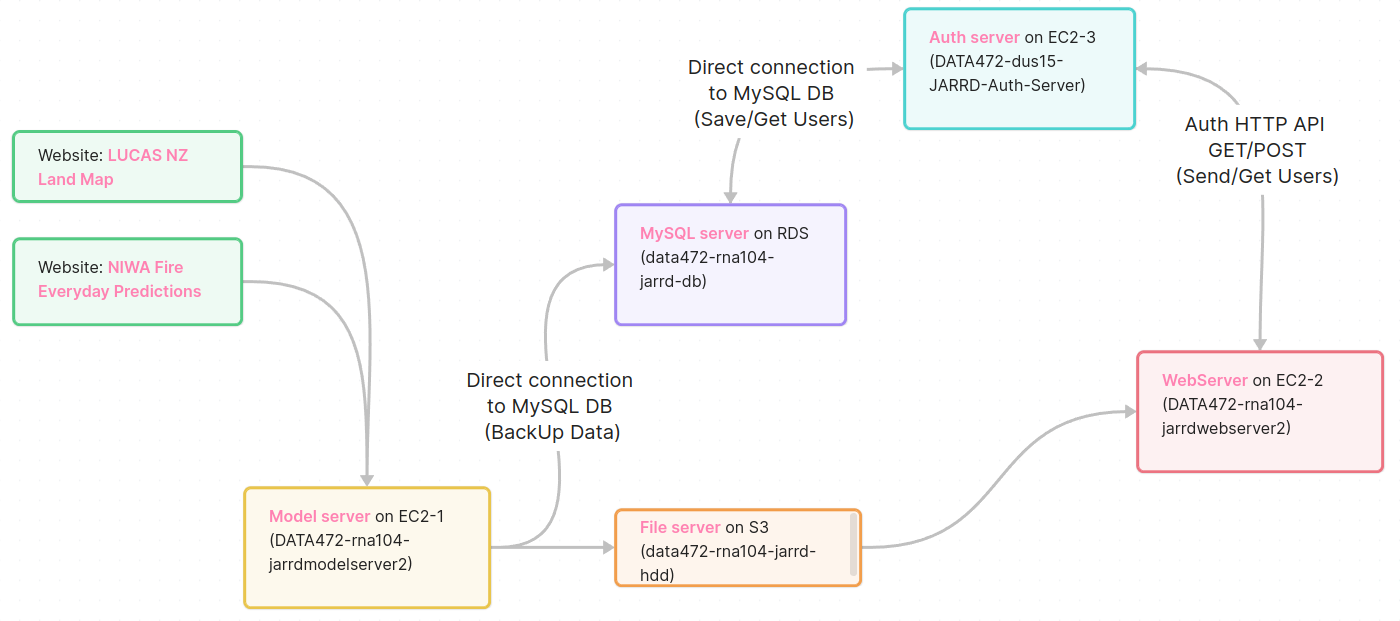 Auth server on EC2-3
(DATA472-dus15-
JARRD-Auth-Server)
Direct connection
to MySQL DB
(Save/Get Users)
Auth HTTP API
GET/POST
(Send/Get Users)
Website: LUCAS NZ
Land Map
Website: NIWA Fire
Everyday Predictions
MySQL server on RDS
(data472-rna104-
jarrd-db)
Direct connection
to MySQL DB
(BackUp Data)
WebServer on EC2-2
(DATA472-rna104-
jarrdwebserver2)
Model server on EC2-1
(DATA472-rna104-
jarrdmodelserver2)
File server on S3
(data472-rna104-jarrd-
hdd)